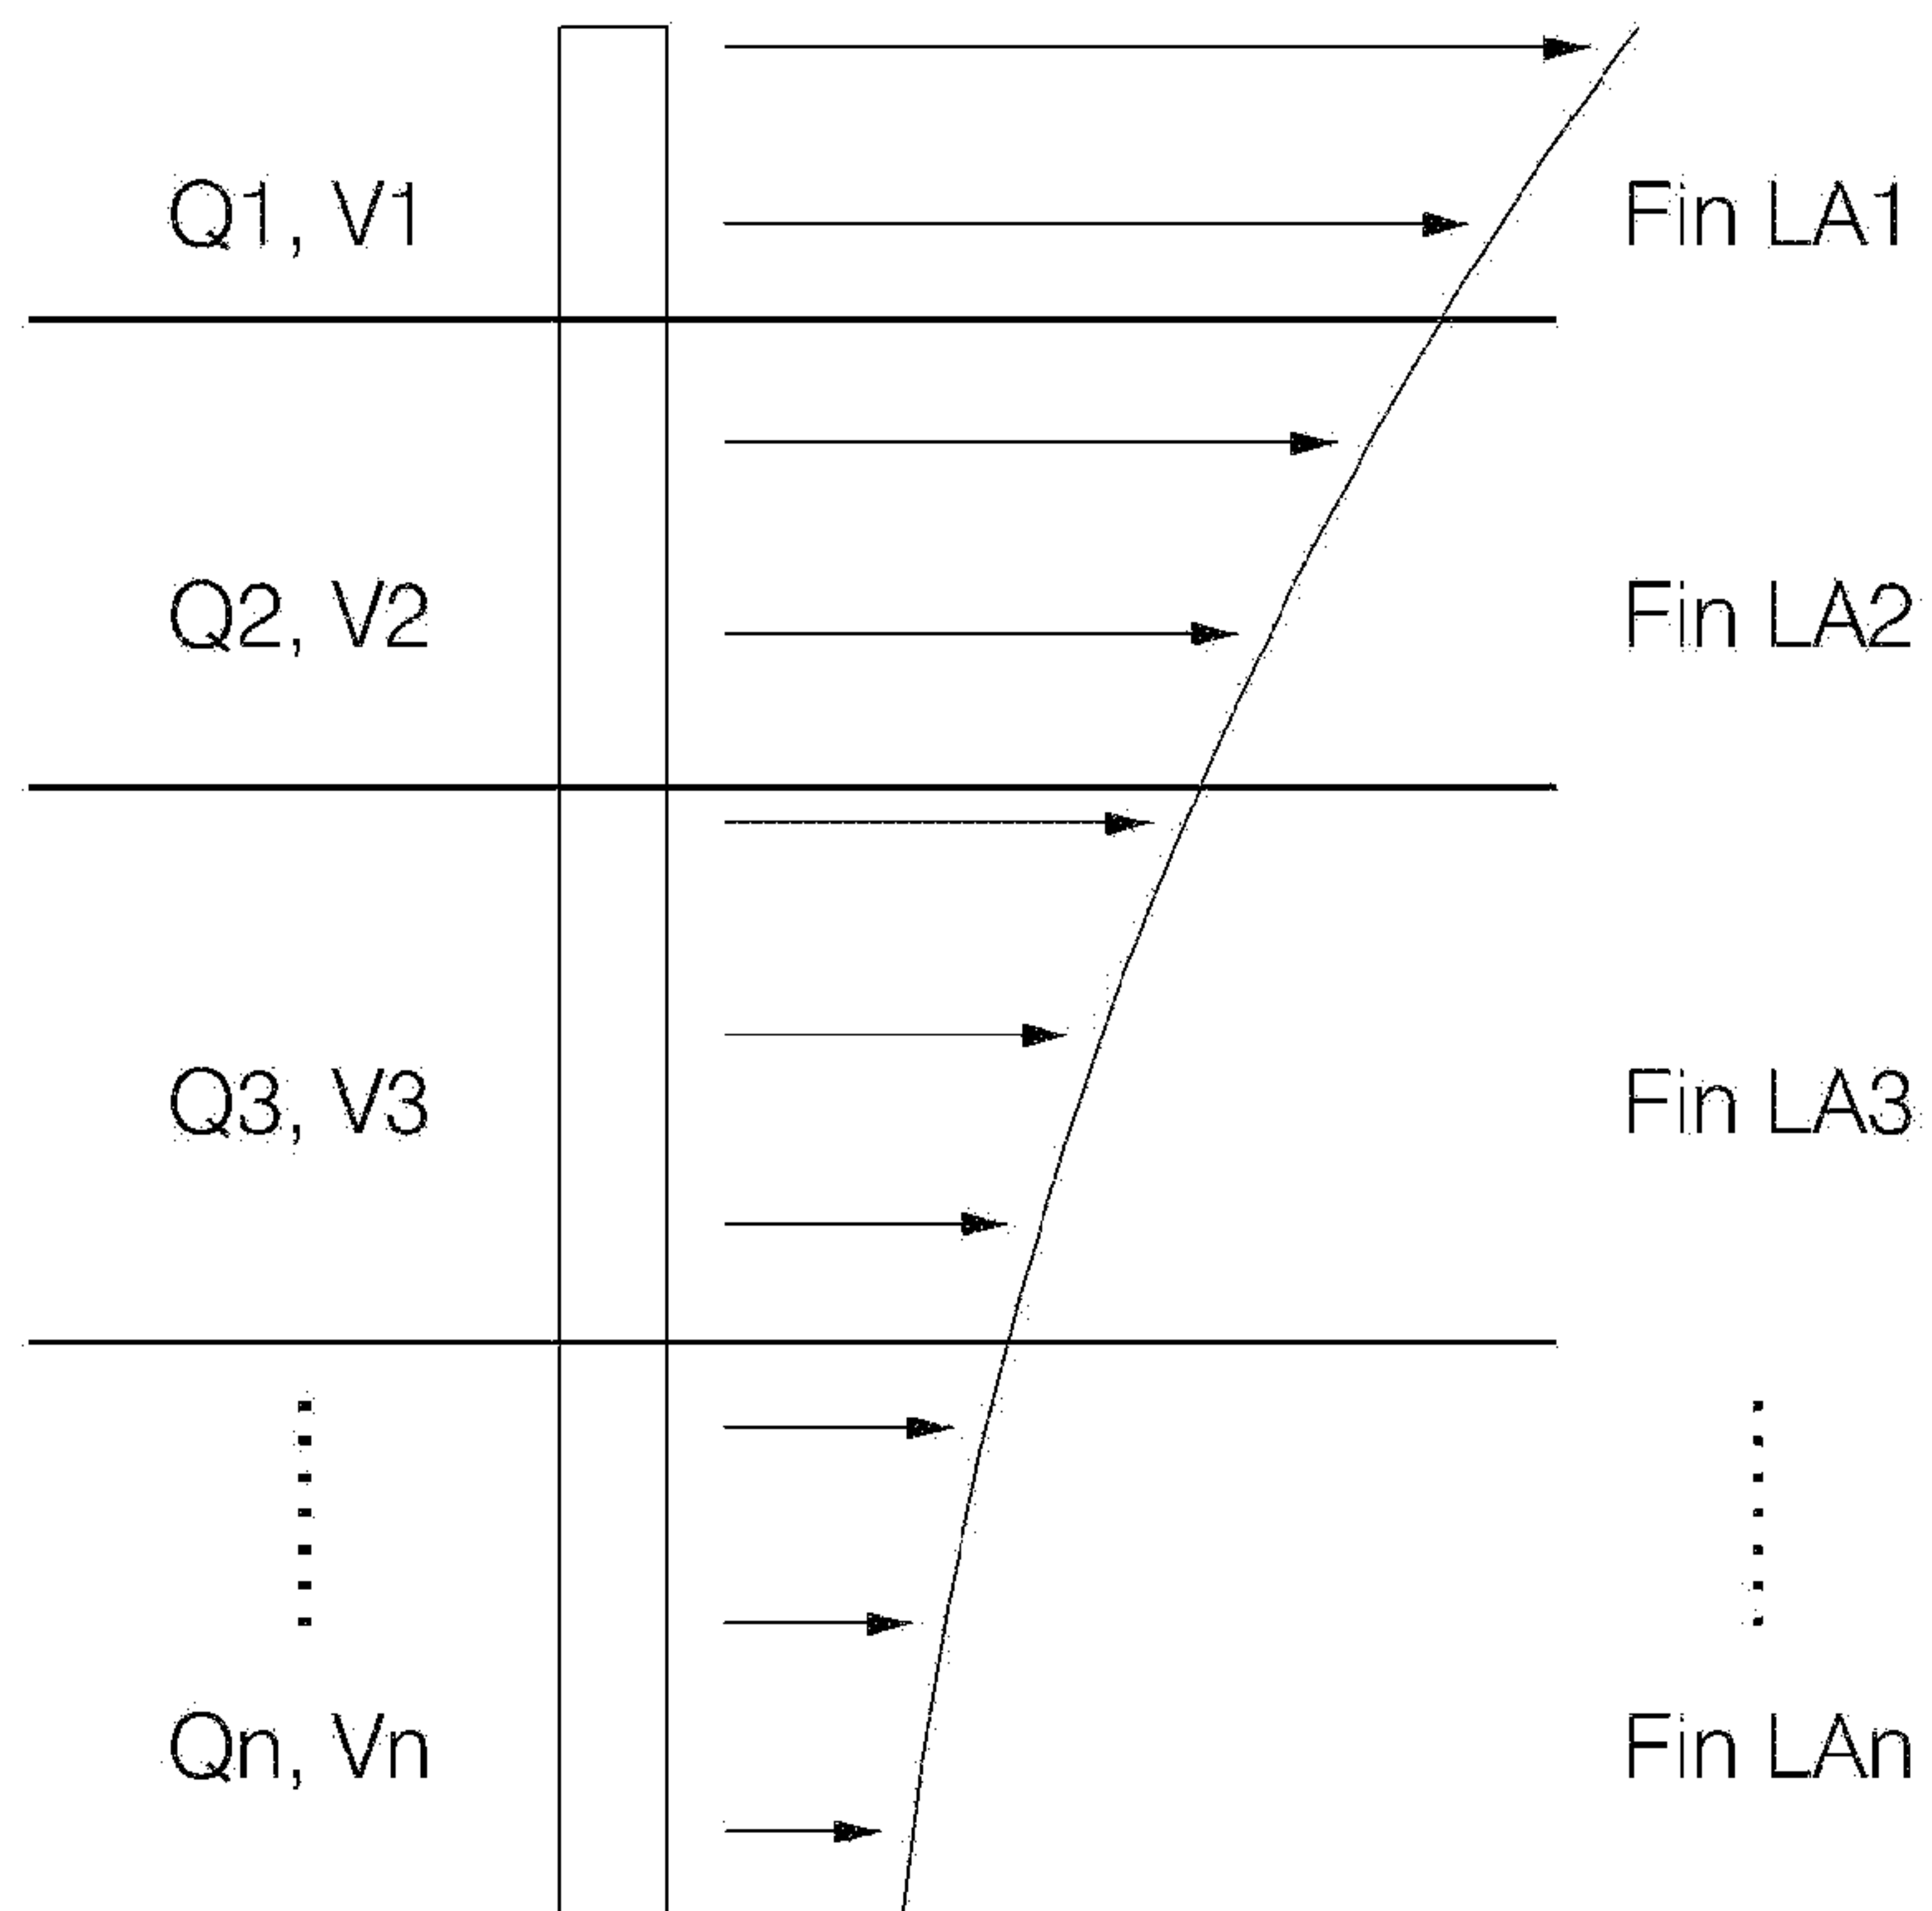 Q1, V1 Fin LA1
Q2, V2 Fin LA2
Q3, V3 Fin LA3
Qn, Vn Fin LAn